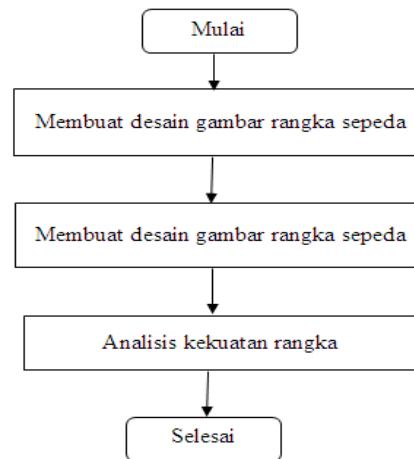 Mulai
Membuat desain gambar rangka sepeda
Membuat desain gambar rangka sepeda
Analisis kekuatan rangka
Selesai